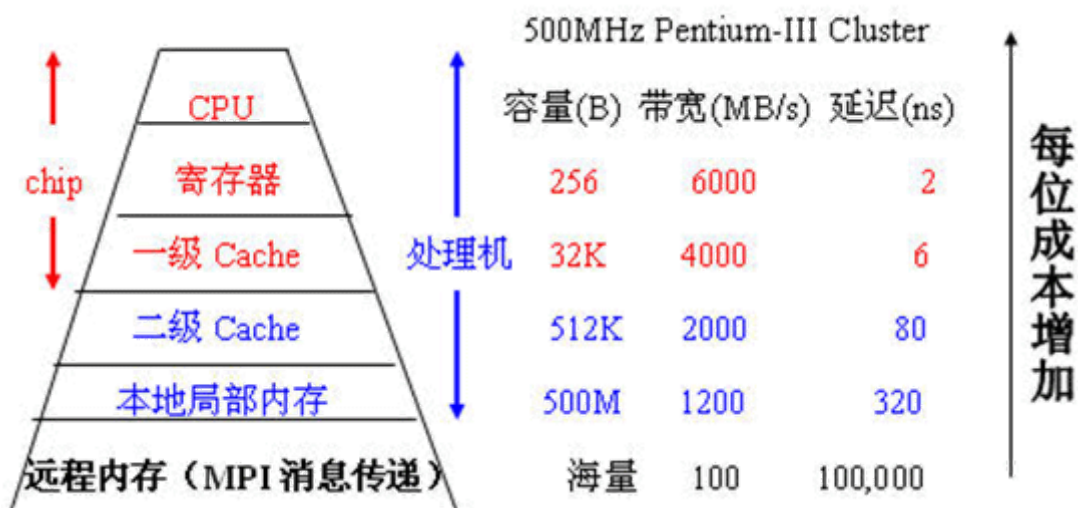 500MHz Pentium-III Cluster
容量(B) 带宽(MB/s) 延迟(ns)
CPU
chip
寄存器 256 6000 2
一级 Cache 32K 4000 6
处理机
二级 Cache 512K 2000 80
本地局部内存 500M 1200 320
远程内存（MPI 消息传递） 海量 100 100,000
每位成本增加